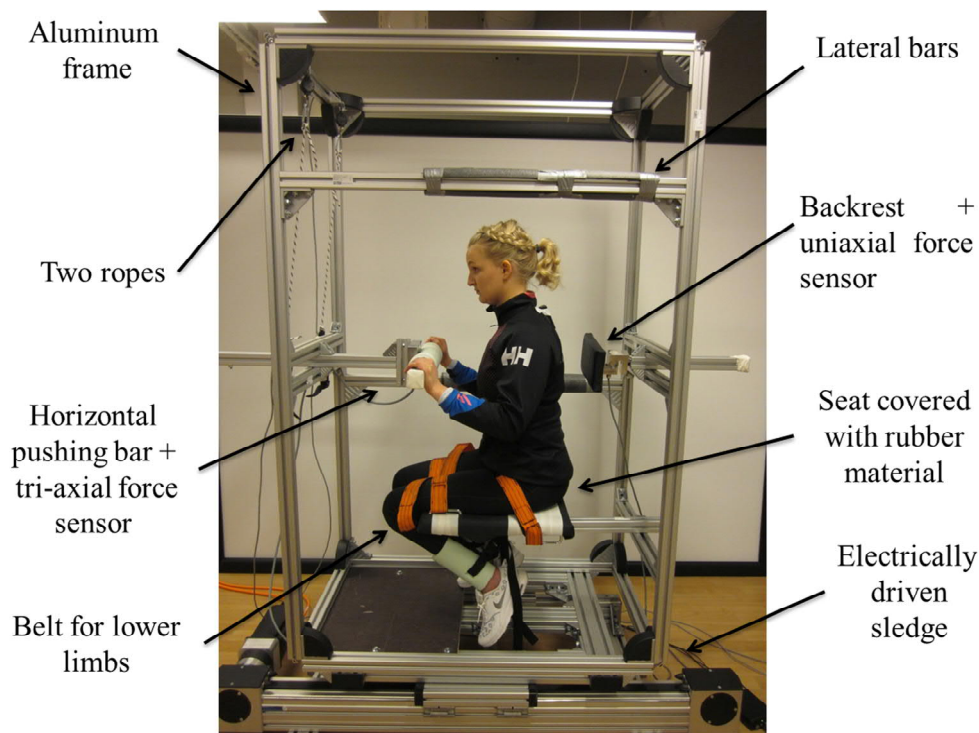 Aluminum
frame
Two ropes
Horizontal
pushing bar +
tri-axial force
sensor
Belt for lower
limbs
HH
Lateral bars
Backrest +
uniaxial force
sensor
Seat covered
with rubber
material
Electrically
driven
sledge